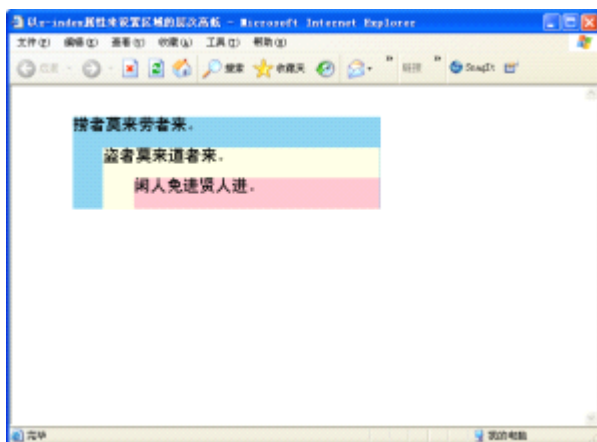 以z-index属性来设置区域的层次高低 - Microsoft Internet Explorer
文件(F) 编辑(E) 查看(V) 收藏(A) 工具(T) 帮助(H)
后退 搜索 收藏夹 » 链接 » SnagIt
捞者莫来劳者来。
盗者莫来道者来。
闲人免进贤人进。
完毕 我的电脑